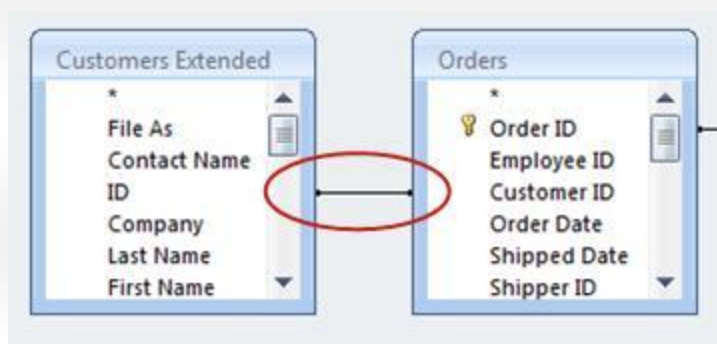 Customers Extended
*
File As
Contact Name
ID
Company
Last Name
First Name
Orders
*
Order ID
Employee ID
Customer ID
Order Date
Shipped Date
Shipper ID